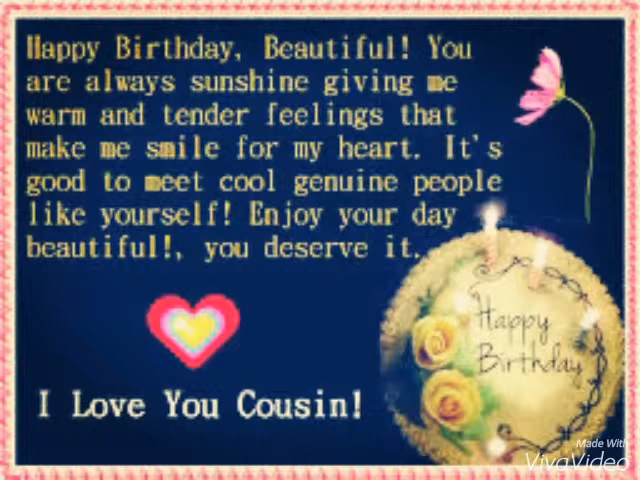 Happy Birthday, Beautiful! You
are always sunshine giving me
warm and tender feelings that
make me smile for my heart. It's
good to meet cool genuine people
like yourself! Enjoy your day
beautiful!, you deserve it.
I Love You Cousin!
Happy
Birthday
Made With
VivaVideo